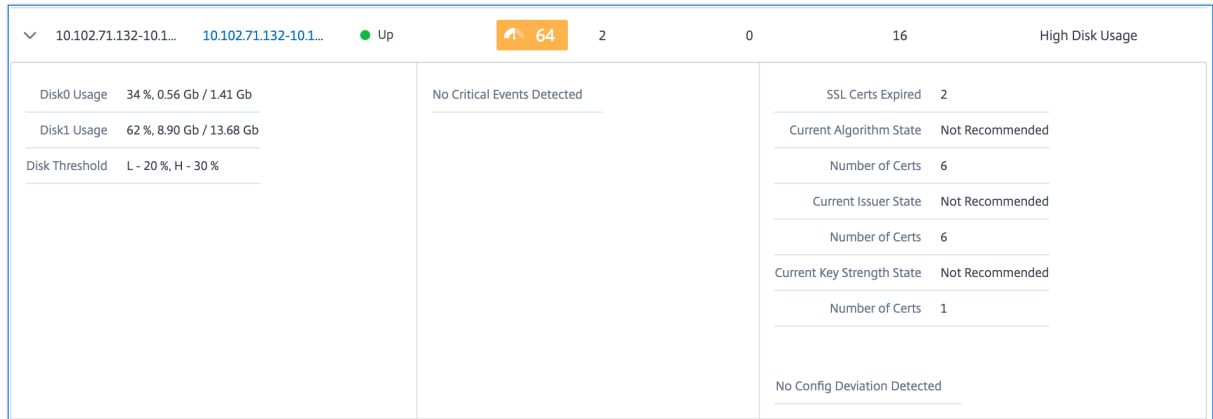 10.102.71.132-10.1... 10.102.71.132-10.1... Up 64 2 0 16 High Disk Usage
Disk0 Usage 34 %, 0.56 Gb / 1.41 Gb
Disk1 Usage 62 %, 8.90 Gb / 13.68 Gb
Disk Threshold L - 20 %, H - 30 %
No Critical Events Detected
SSL Certs Expired 2
Current Algorithm State Not Recommended
Number of Certs 6
Current Issuer State Not Recommended
Number of Certs 6
Current Key Strength State Not Recommended
Number of Certs 1
No Config Deviation Detected